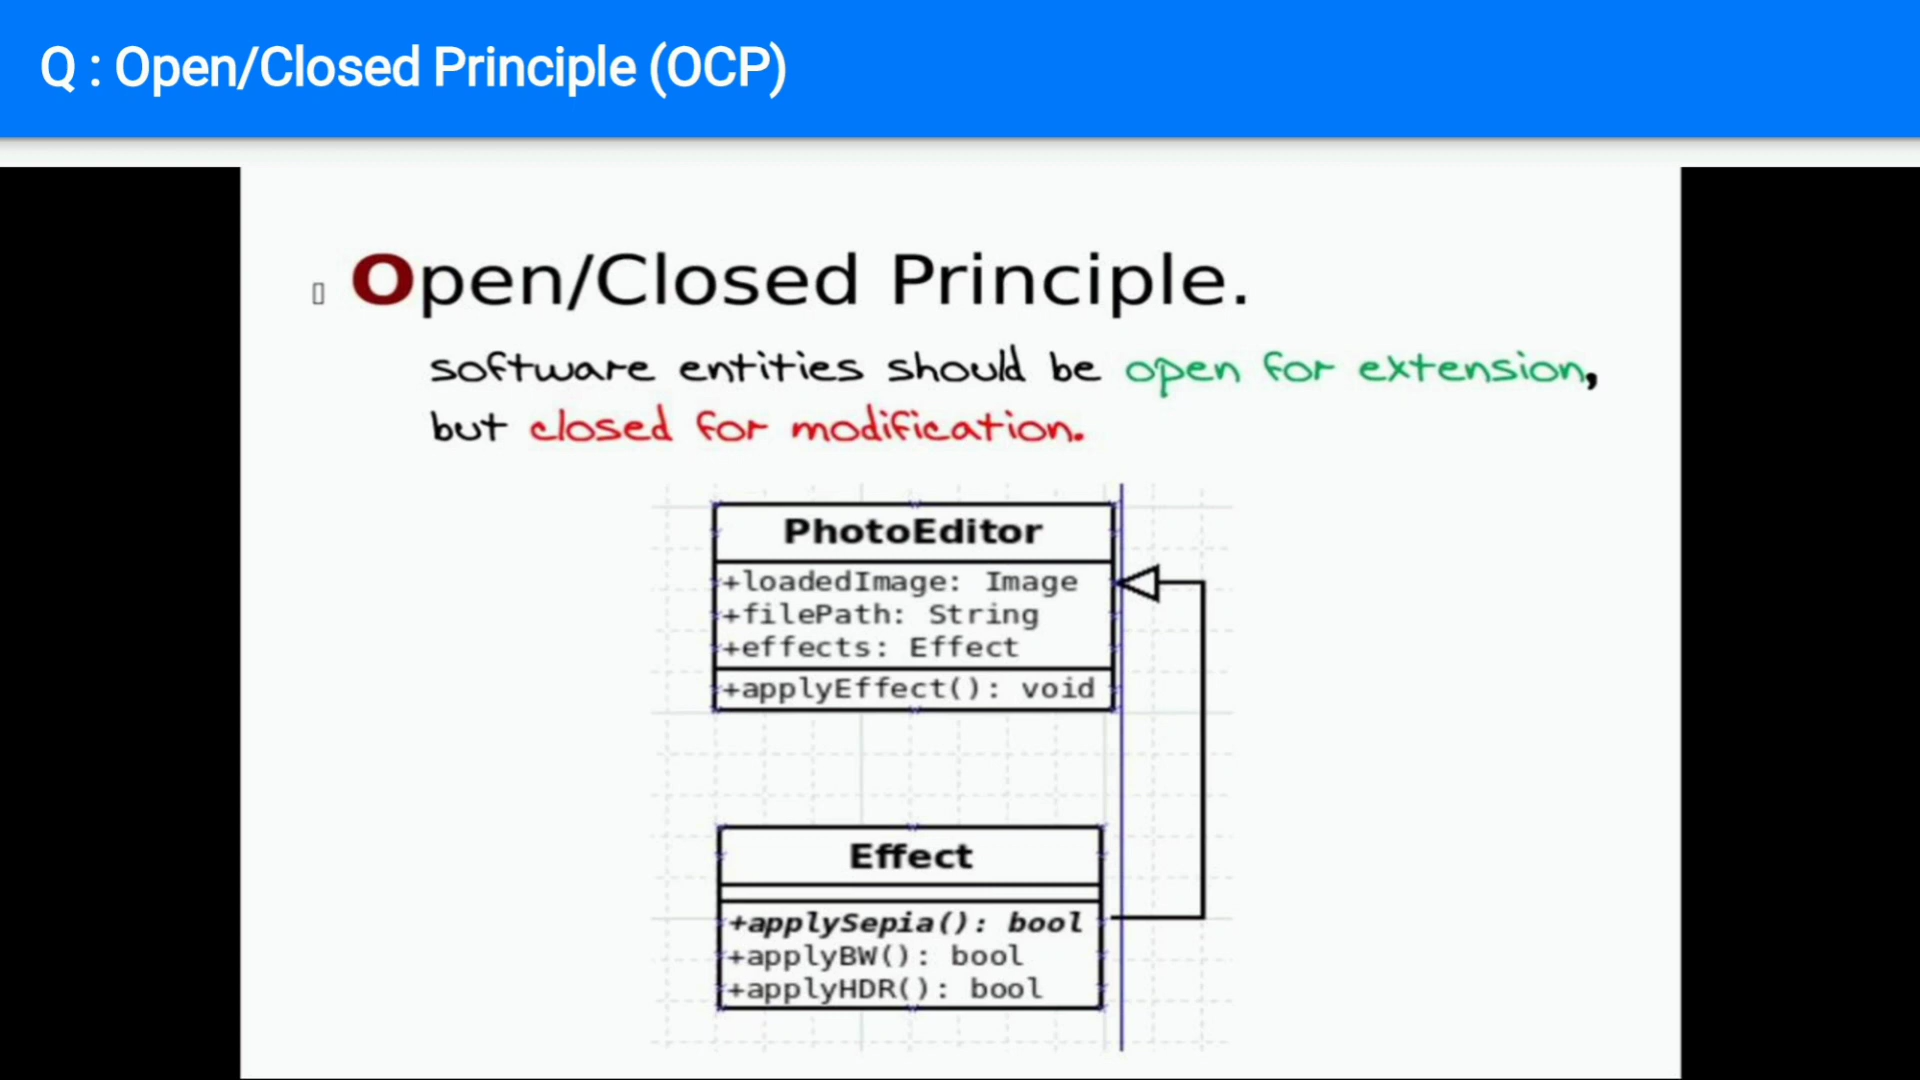 Q : Open/Closed Principle (OCP)
Open/Closed Principle.
software entities should be open for extension,
but closed for modification.
PhotoEditor
+loadedImage: Image
+filePath: String
+effects: Effect
+applyEffect(): void
Effect
+applySepia(): bool
+applyBW(): bool
+applyHDR(): bool